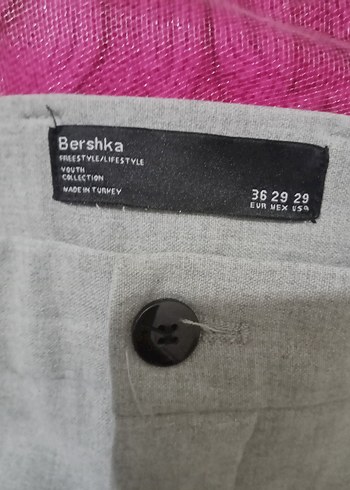 Bershka
FREESTYLE/LIFESTYLE
YOUTH
COLLECTION
MADE IN TURKEY
36 29 29
EUR MEX USA